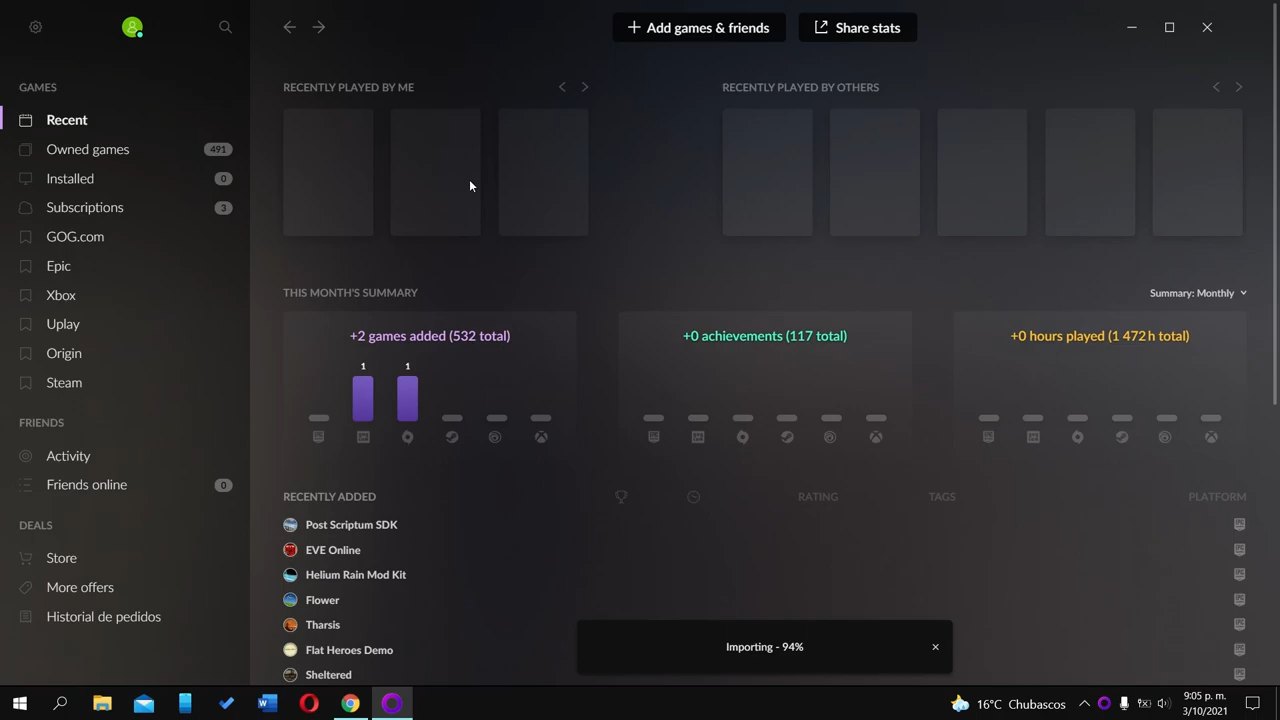 Add games & friends
Share stats
GAMES
Recent
Owned games 491
Installed 0
Subscriptions 3
GOG.com
Epic
Xbox
Uplay
Origin
Steam
FRIENDS
Activity
Friends online 0
DEALS
Store
More offers
Historial de pedidos
RECENTLY PLAYED BY ME
RECENTLY PLAYED BY OTHERS
THIS MONTH'S SUMMARY
Summary: Monthly
+2 games added (532 total)
1 1
+0 achievements (117 total)
+0 hours played (1 472 h total)
RECENTLY ADDED RATING TAGS PLATFORM
Post Scriptum SDK
EVE Online
Helium Rain Mod Kit
Flower
Tharsis
Flat Heroes Demo
Sheltered
Importing - 94%
16°C Chubascos
9:05 p. m.
3/10/2021